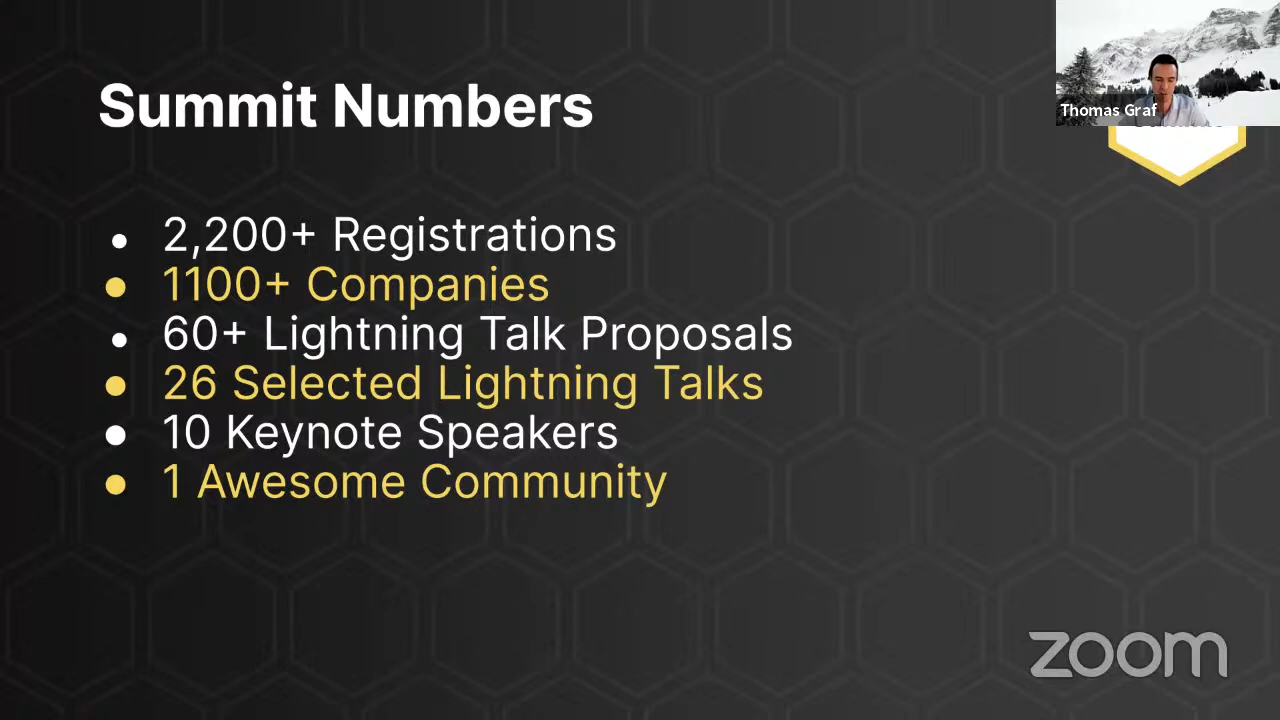 Summit Numbers
Thomas Graf
2,200+ Registrations
1100+ Companies
60+ Lightning Talk Proposals
26 Selected Lightning Talks
10 Keynote Speakers
1 Awesome Community
zoom